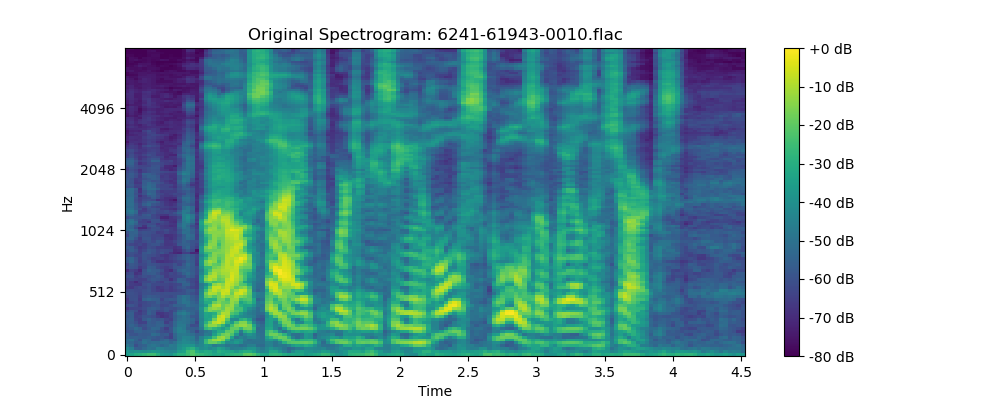 Original Spectrogram: 6241-61943-0010.flac
Hz
4096
2048
1024
512
0
0 0.5 1 1.5 2 2.5 3 3.5 4 4.5
Time
+0 dB
-10 dB
-20 dB
-30 dB
-40 dB
-50 dB
-60 dB
-70 dB
-80 dB